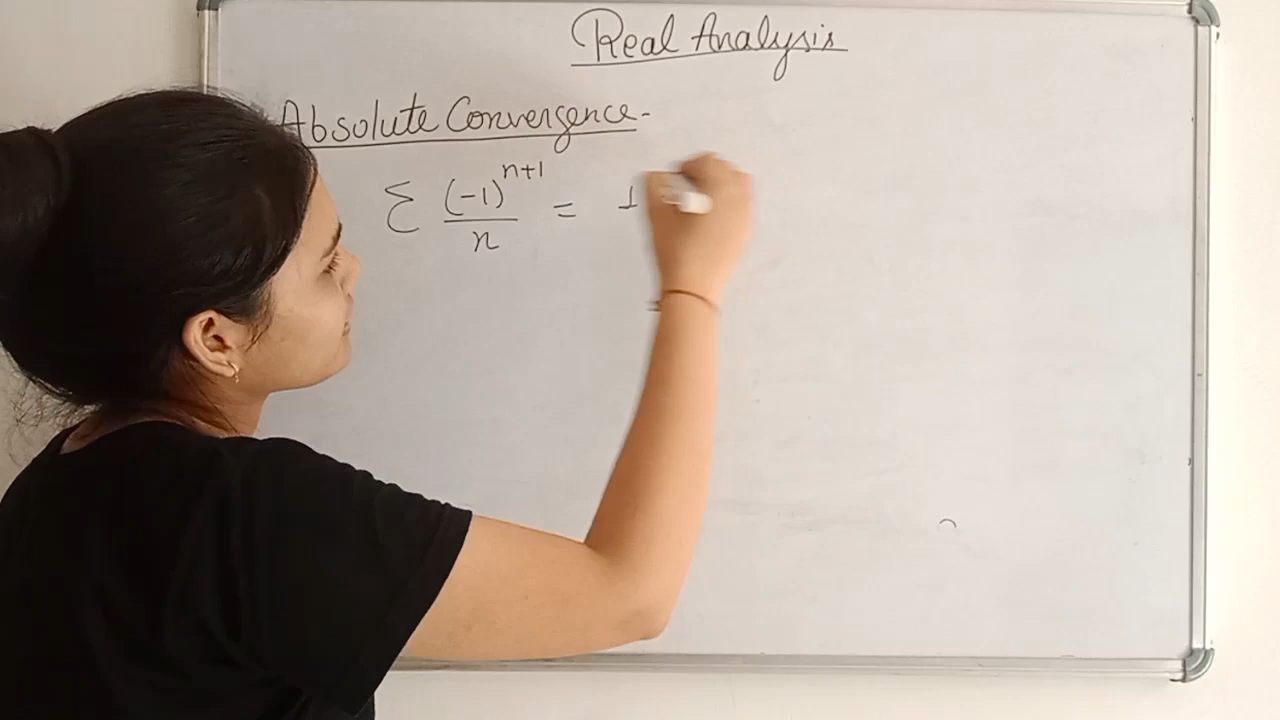 Real Analysis
Absolute Convergence-
Σ (-1)^{n+1}/n = 1